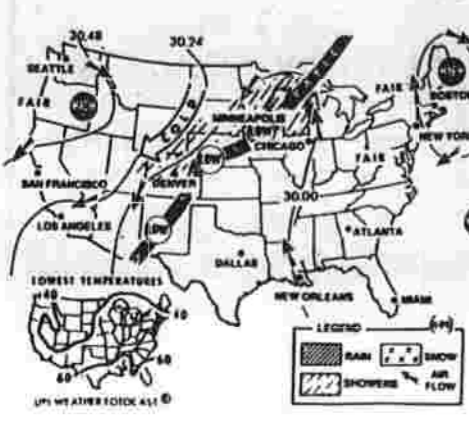 30.48
30.24
SEATTLE
FAIR
COLD
MINNEAPOLIS
LOW
FAIR
BOSTON
NEW YORK
CHICAGO
LOW
FAIR
SAN FRANCISCO
DENVER
30.00
LOS ANGELES
LOW
ATLANTA
DALLAS
NEW ORLEANS
MIAMI
LOWEST TEMPERATURES
40
40
60
60
UPI WEATHER FOTOCAST ©
LEGEND
RAIN
SNOW
SHOWERS
AIR FLOW